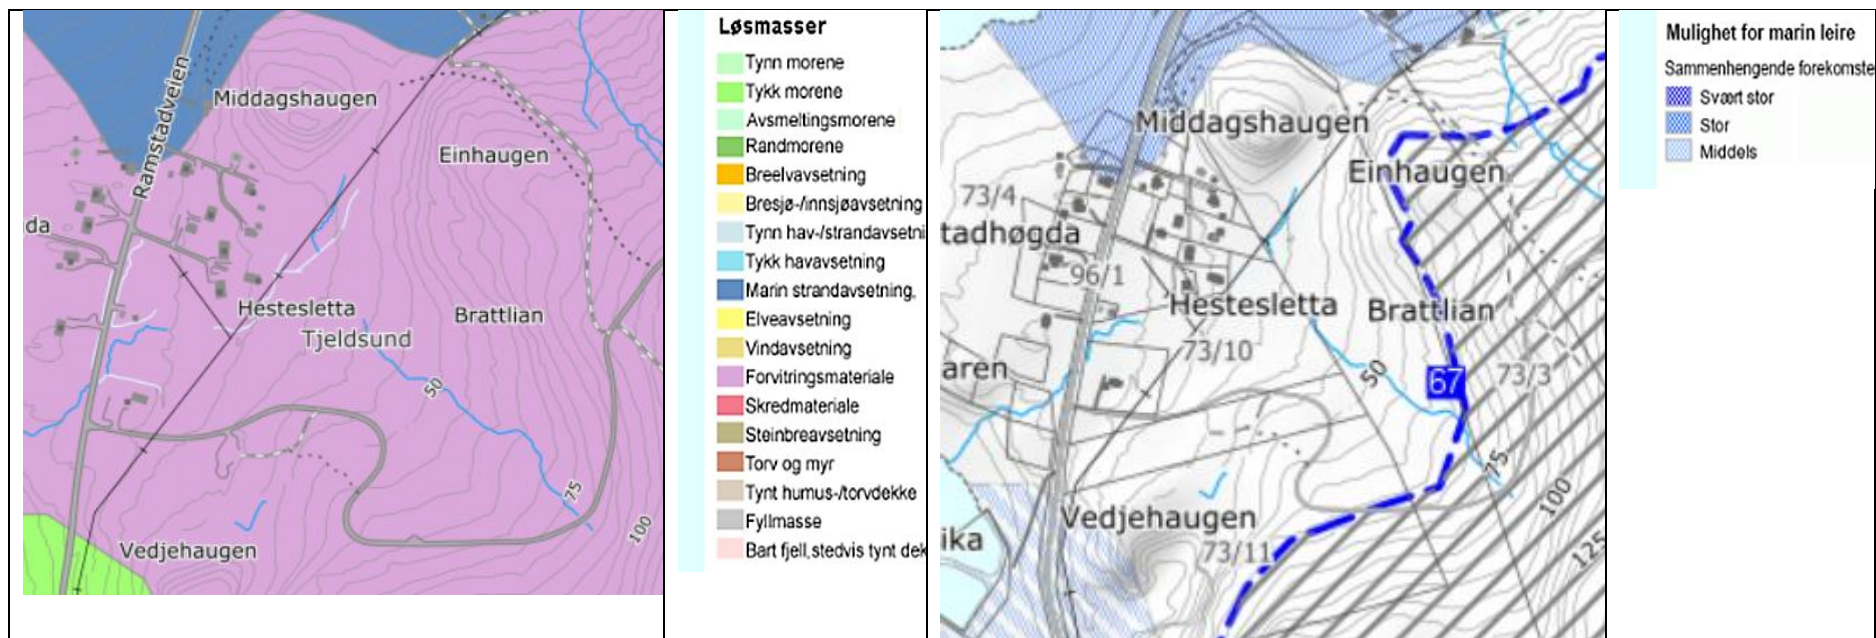 Ramstadveien
Middagshaugen
Einhaugen
da
Hestesletta
Tjeldsund
Brattlian
50
75
100
Vedjehaugen
Løsmasser
Tynn morene
Tykk morene
Avsmeltingsmorene
Randmorene
Breelvavsetning
Bresjø-/innsjøavsetning
Tynn hav-/strandavsetni
Tykk havavsetning
Marin strandavsetning,
Elveavsetning
Vindavsetning
Forvitringsmateriale
Skredmateriale
Steinbreavsetning
Torv og myr
Tynt humus-/torvdekke
Fyllmasse
Bart fjell,stedvis tynt dek
Middagshaugen
Einhaugen
73/4
tadhøgda
96/1
Hestesletta
Brattlian
73/10
aren
50
67
73/3
75
100
Vedjehaugen
ika
73/11
125
Mulighet for marin leire
Sammenhengende forekomste
Svært stor
Stor
Middels